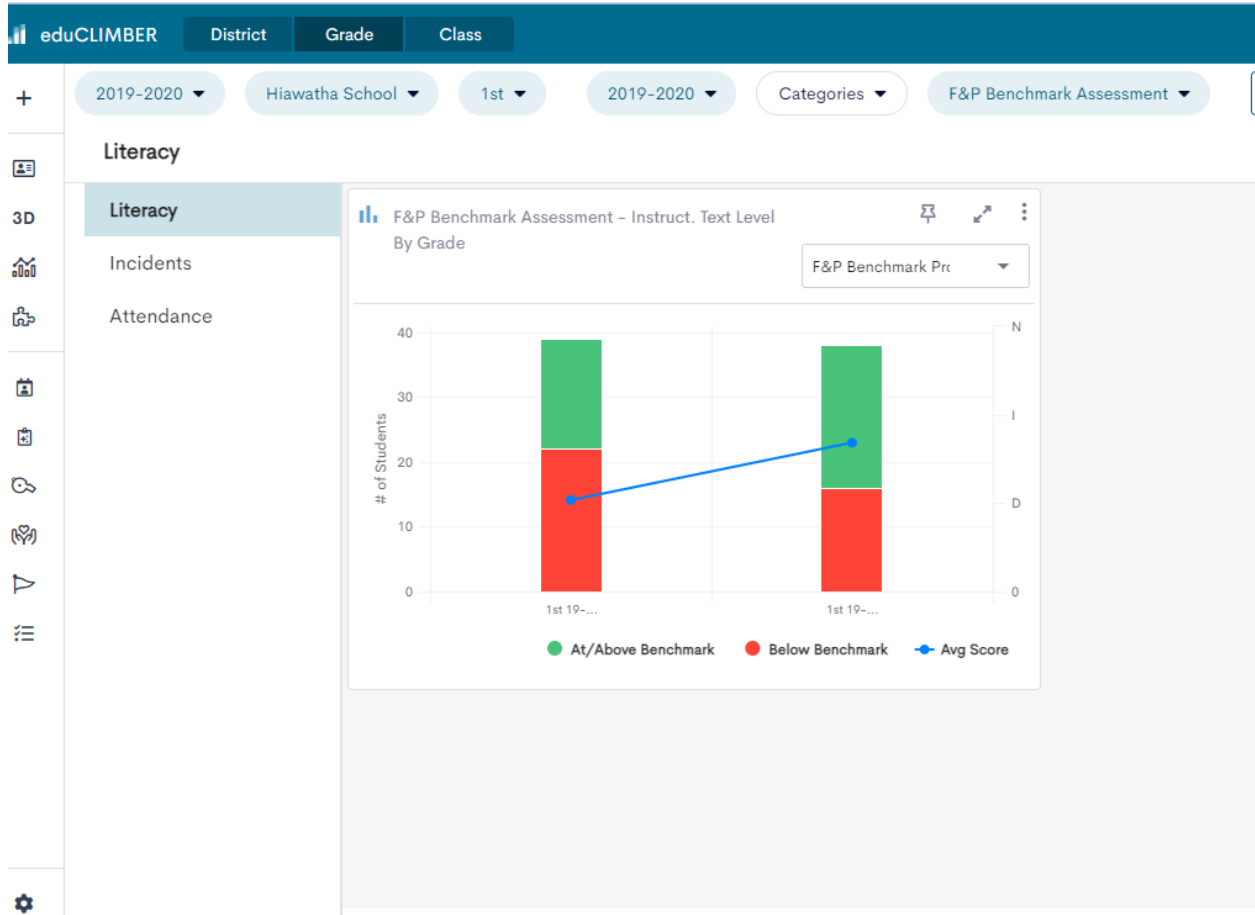 eduCLIMBER District Grade Class
2019-2020 Hiawatha School 1st 2019-2020 Categories F&P Benchmark Assessment
Literacy
3D
Literacy
Incidents
Attendance
F&P Benchmark Assessment - Instruct. Text Level
By Grade
F&P Benchmark Prc
# of Students
40
30
20
10
0
N
I
D
0
1st 19-...
1st 19-...
At/Above Benchmark Below Benchmark Avg Score